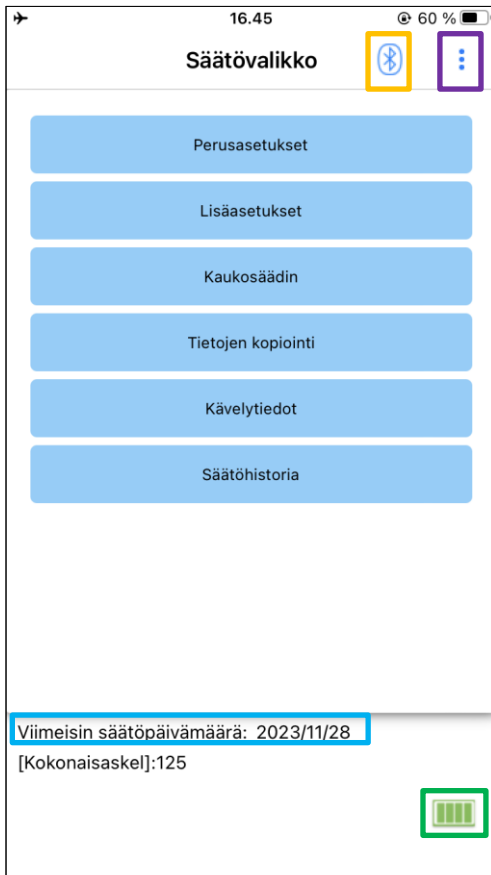 16.45
60 %
Säätövalikko
Perusasetukset
Lisäasetukset
Kaukosäädin
Tietojen kopiointi
Kävelytiedot
Säätöhistoria
Viimeisin säätöpäivämäärä: 2023/11/28
[Kokonaisaskel]:125